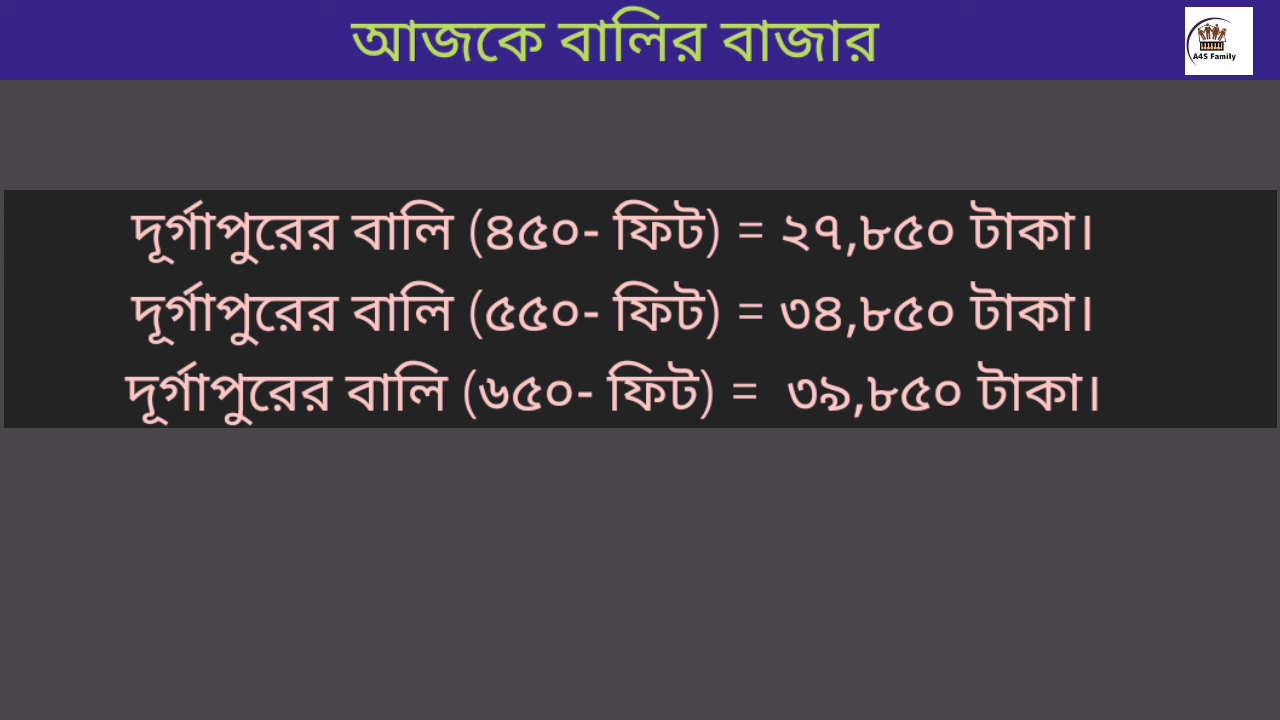 আজকে বালির বাজার
A4S Family
দূর্গাপুরের বালি (৪৫০- ফিট) = ২৭,৮৫০ টাকা।
দূর্গাপুরের বালি (৫৫০- ফিট) = ৩৪,৮৫০ টাকা।
দূর্গাপুরের বালি (৬৫০- ফিট) = ৩৯,৮৫০ টাকা।